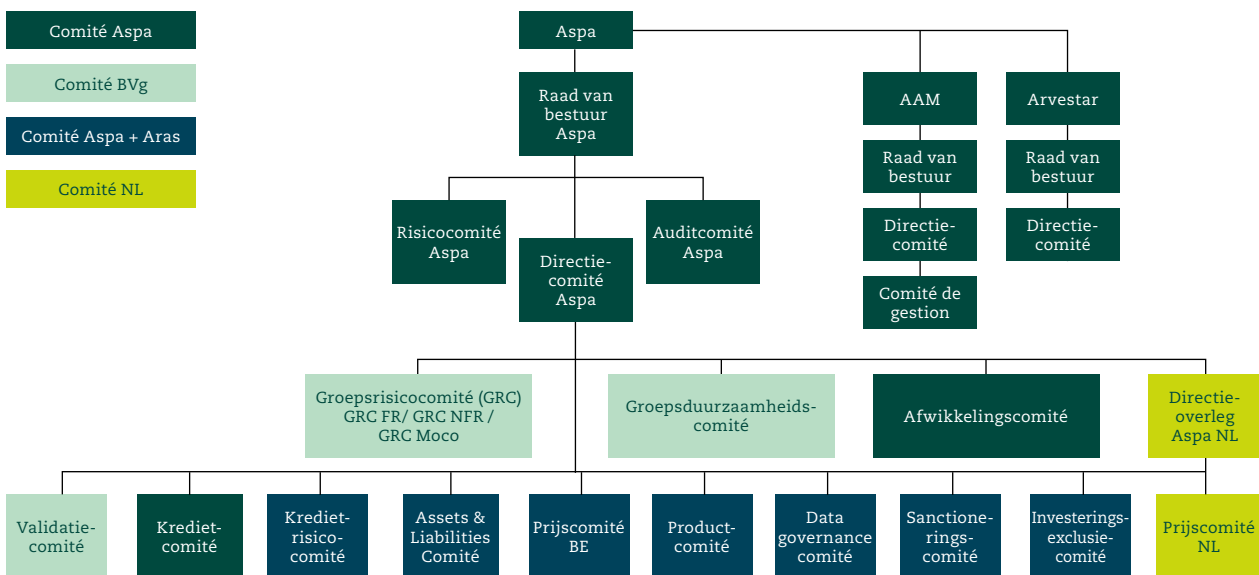 Comité Aspa
Comité BVg
Comité Aspa + Aras
Comité NL
Aspa
Raad van
bestuur
Aspa
AAM
Arvestar
Raad van
bestuur
Raad van
bestuur
Risicocomité
Aspa
Directie-
comité
Aspa
Auditcomité
Aspa
Directie-
comité
Directie-
comité
Comité de
gestion
Groepsrisicocomité (GRC)
GRC FR/ GRC NFR /
GRC Moco
Groepsduurzaamheids-
comité
Afwikkelingscomité
Directie-
overleg
Aspa NL
Validatie-
comité
Krediet-
comité
Krediet-
risico-
comité
Assets &
Liabilities
Comité
Prijscomité
BE
Product-
comité
Data
governance
comité
Sanctione-
rings-
comité
Investerings-
exclusie-
comité
Prijscomité
NL